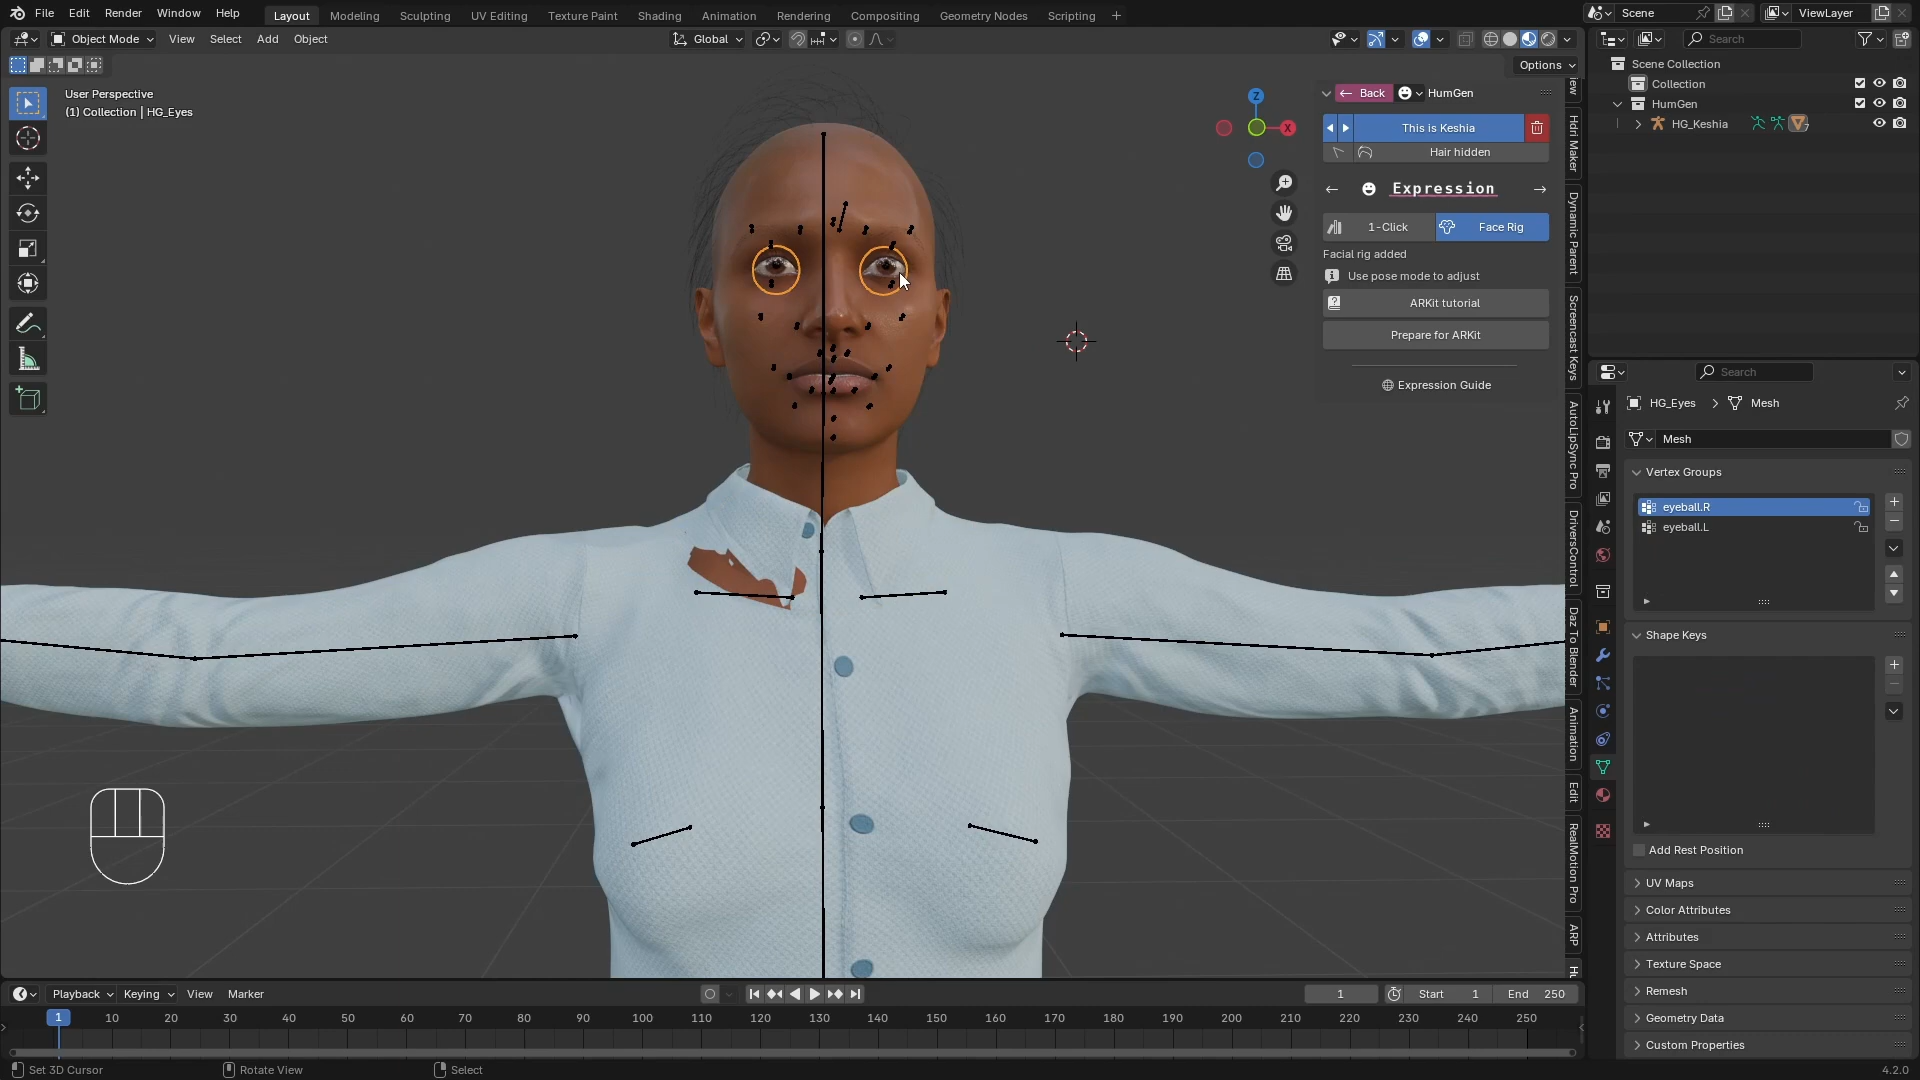 File Edit Render Window Help Layout Modeling Sculpting UV Editing Texture Paint Shading Animation Rendering Compositing Geometry Nodes Scripting + Scene ViewLayer
Object Mode View Select Add Object Global Search
Options
User Perspective
(1) Collection | HG_Eyes
Z
X
Back HumGen
This is Keshia
Hair hidden
Expression
1-Click Face Rig
Facial rig added
Use pose mode to adjust
ARKit tutorial
Prepare for ARKit
Expression Guide
Hdri Maker
Dynamic Parent
Screencast Keys
AutoLipSync Pro
DriversControl
Daz To Blender
Animation
Edit
RealMotion Pro
ARP
Scene Collection
Collection
HumGen
HG_Keshia 7
Search
HG_Eyes > Mesh
Mesh
Vertex Groups
eyeball.R
eyeball.L
Shape Keys
Add Rest Position
UV Maps
Color Attributes
Attributes
Texture Space
Remesh
Geometry Data
Custom Properties
Playback Keying View Marker 1 Start 1 End 250
1 10 20 30 40 50 60 70 80 90 100 110 120 130 140 150 160 170 180 190 200 210 220 230 240 250
Set 3D Cursor Rotate View Select 4.2.0